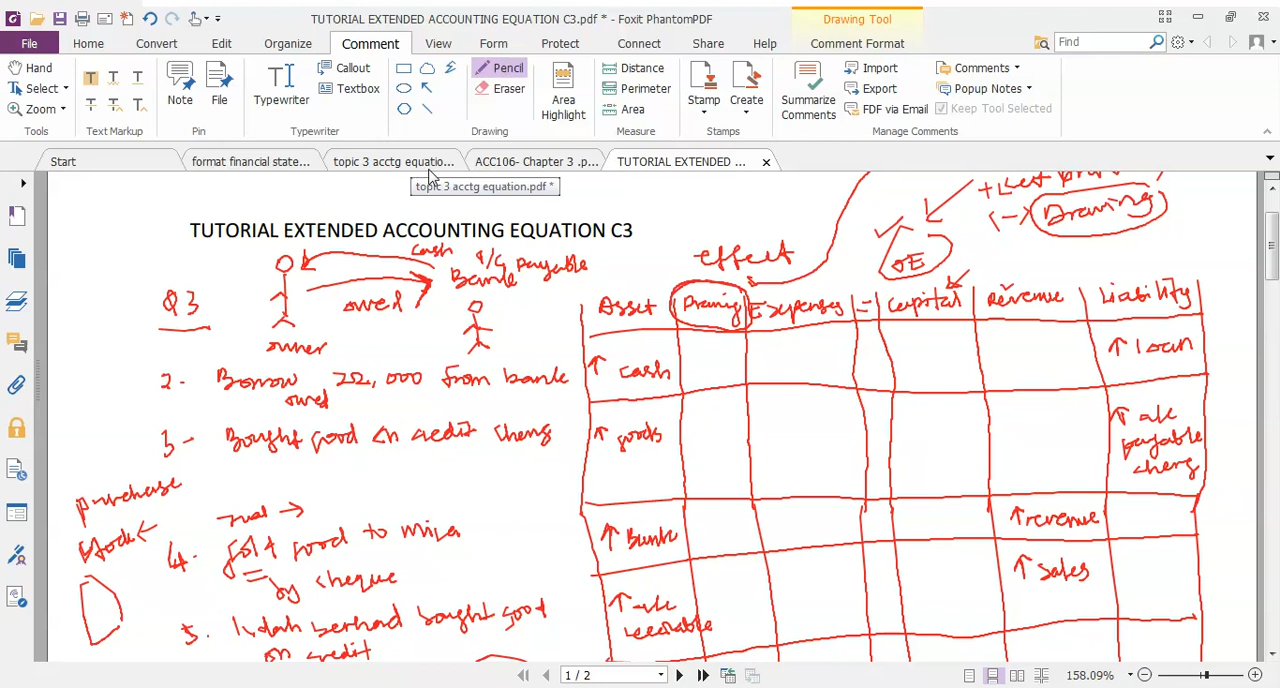 TUTORIAL EXTENDED ACCOUNTING EQUATION C3.pdf * - Foxit PhantomPDF
Drawing Tool
File Home Convert Edit Organize Comment View Form Protect Connect Share Help Comment Format
Find
Hand
Select
Zoom
Tools
Text Markup
Note
File
Pin
Typewriter
Callout
Textbox
Typewriter
Pencil
Eraser
Drawing
Area Highlight
Distance
Perimeter
Area
Measure
Stamp
Create
Stamps
Summarize Comments
Import
Export
FDF via Email
Comments
Popup Notes
Keep Tool Selected
Manage Comments
Start
format financial state...
topic 3 acctg equatio...
ACC106- Chapter 3 .p...
TUTORIAL EXTENDED ...
topic 3 acctg equation.pdf *
(-) Drawing
TUTORIAL EXTENDED ACCOUNTING EQUATION C3
Cash
Bank
payable
owed
owner
effect
OE
Q3
Asset Drawing Expenses = Capital Revenue Liability
2. Borrow 22,000 from bank
owed
↑ cash
↑ loan
3- Bought good on credit cheng
↑ goods
payable
cheng
purchase
4. good to
by cheque
↑ Bank
↑ revenue
↑ sales
5. berhad bought good
on credit
receivable
1 / 2
158.09%